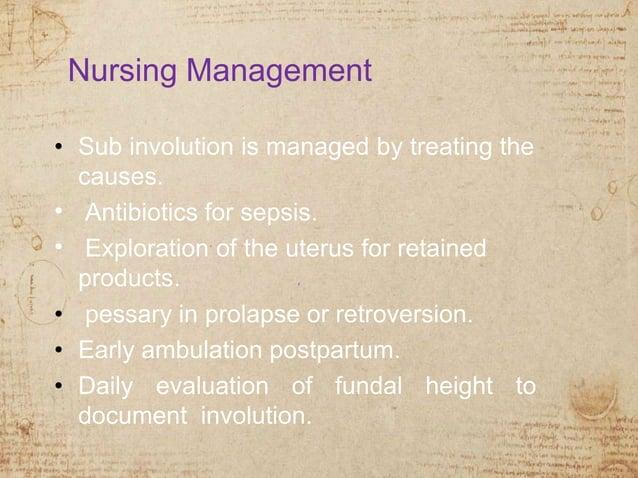 Nursing Management
• Sub involution is managed by treating the
causes.
• Antibiotics for sepsis.
• Exploration of the uterus for retained
products.
• pessary in prolapse or retroversion.
• Early ambulation postpartum.
• Daily evaluation of fundal height to
document involution.